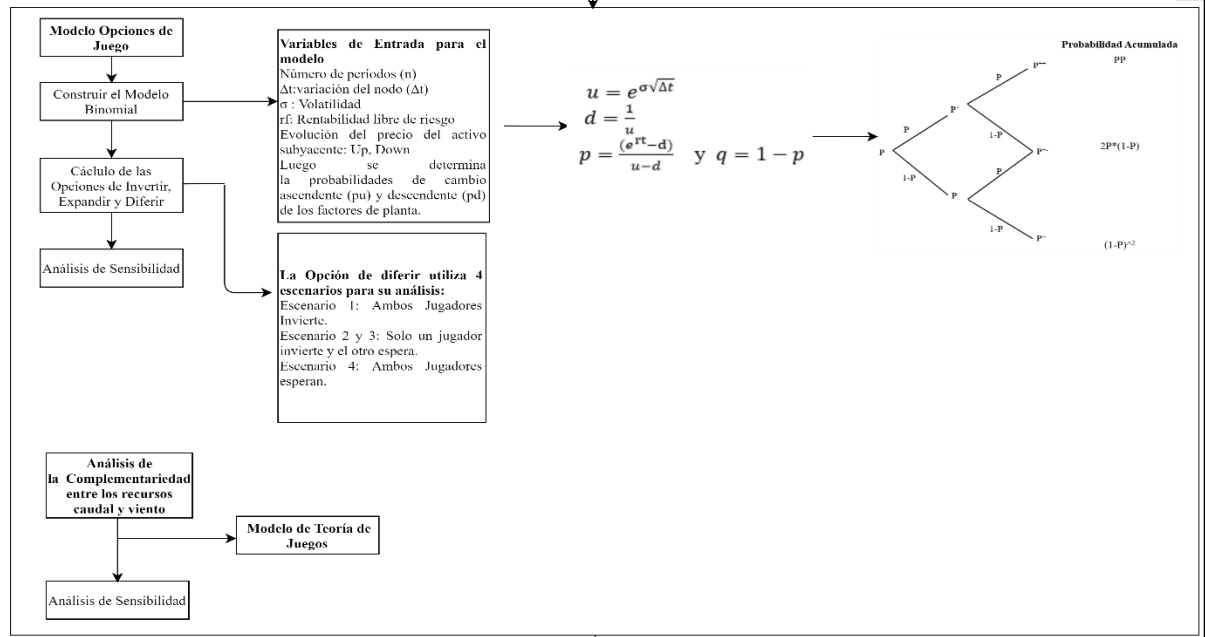 Modelo Opciones de
Juego
Construir el Modelo
Binomial
Cáclulo de las
Opciones de Invertir,
Expandir y Diferir
Análisis de Sensibilidad
Variables de Entrada para el
modelo
Número de períodos (n)
Δt:variación del nodo (Δt)
σ : Volatilidad
rf: Rentabilidad libre de riesgo
Evolución del precio del activo
subyacente: Up, Down
Luego se determina
la probabilidades de cambio
ascendente (pu) y descendente (pd)
de los factores de planta.
La Opción de diferir utiliza 4
escenarios para su análisis:
Escenario 1: Ambos Jugadores
Invierte.
Escenario 2 y 3: Solo un jugador
invierte y el otro espera.
Escenario 4: Ambos Jugadores
esperan.
u = e^{σ√Δt}
d = 1/u
p = (e^{rt}−d)/(u−d) y q = 1 − p
Probabilidad Acumulada
PP
P
P
1-P
P
1-P
P
1-P
2P*(1-P)
(1-P)^2
Análisis de
la Complementariedad
entre los recursos
caudal y viento
Modelo de Teoría de
Juegos
Análisis de Sensibilidad